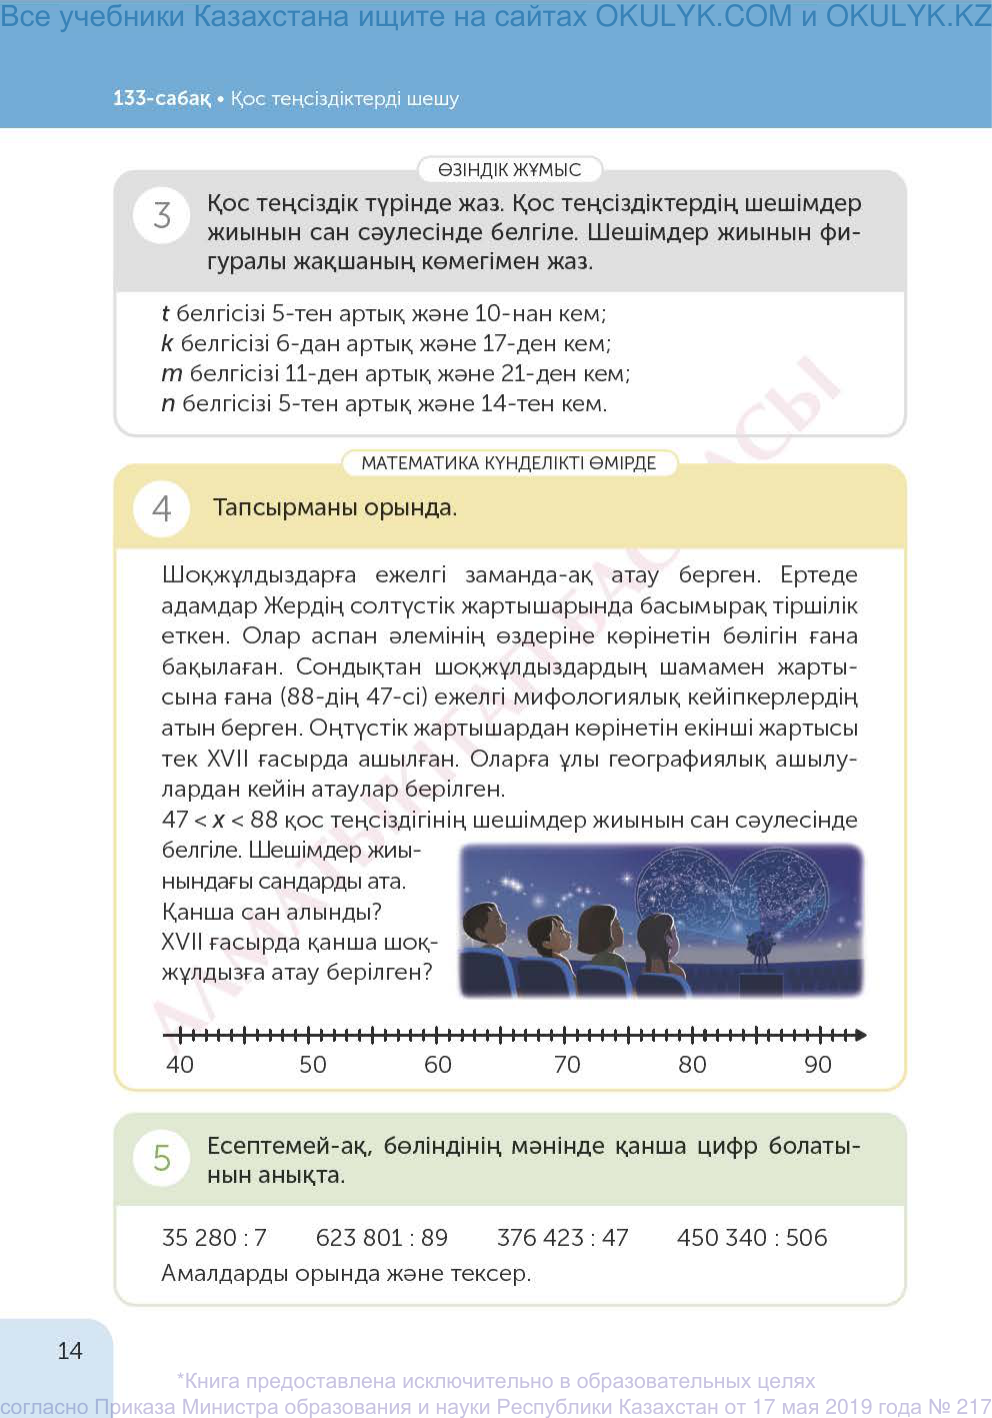 Все учебники Казахстана ищите на сайтах OKULYK.COM и OKULYK.KZ
133-сабақ • Қос теңсіздіктерді шешу
ӨЗІНДІК ЖҰМЫС
3
Қос теңсіздік түрінде жаз. Қос теңсіздіктердің шешімдер
жиынын сан сәулесінде белгіле. Шешімдер жиынын фи-
гуралы жақшаның көмегімен жаз.
t белгісізі 5-тен артық және 10-нан кем;
k белгісізі 6-дан артық және 17-ден кем;
m белгісізі 11-ден артық және 21-ден кем;
n белгісізі 5-тен артық және 14-тен кем.
МАТЕМАТИКА КҮНДЕЛІКТІ ӨМІРДЕ
4
Тапсырманы орында.
Шоқжұлдыздарға ежелгі заманда-ақ атау берген. Ертеде
адамдар Жердің солтүстік жартышарында басымырақ тіршілік
еткен. Олар аспан әлемінің өздеріне көрінетін бөлігін ғана
бақылаған. Сондықтан шоқжұлдыздардың шамамен жарты-
сына ғана (88-дің 47-сі) ежелгі мифологиялық кейіпкерлердің
атын берген. Оңтүстік жартышардан көрінетін екінші жартысы
тек XVII ғасырда ашылған. Оларға ұлы географиялық ашылу-
лардан кейін атаулар берілген.
47 < x < 88 қос теңсіздігінің шешімдер жиынын сан сәулесінде
белгіле. Шешімдер жиы-
нындағы сандарды ата.
Қанша сан алынды?
XVII ғасырда қанша шоқ-
жұлдызға атау берілген?
40 50 60 70 80 90
АЛМАТЫКІТАП БАСПАСЫ
5
Есептемей-ақ, бөліндінің мәнінде қанша цифр болаты-
нын анықта.
35 280 : 7 623 801 : 89 376 423 : 47 450 340 : 506
Амалдарды орында және тексер.
14
*Книга предоставлена исключительно в образовательных целях
согласно Приказа Министра образования и науки Республики Казахстан от 17 мая 2019 года № 217